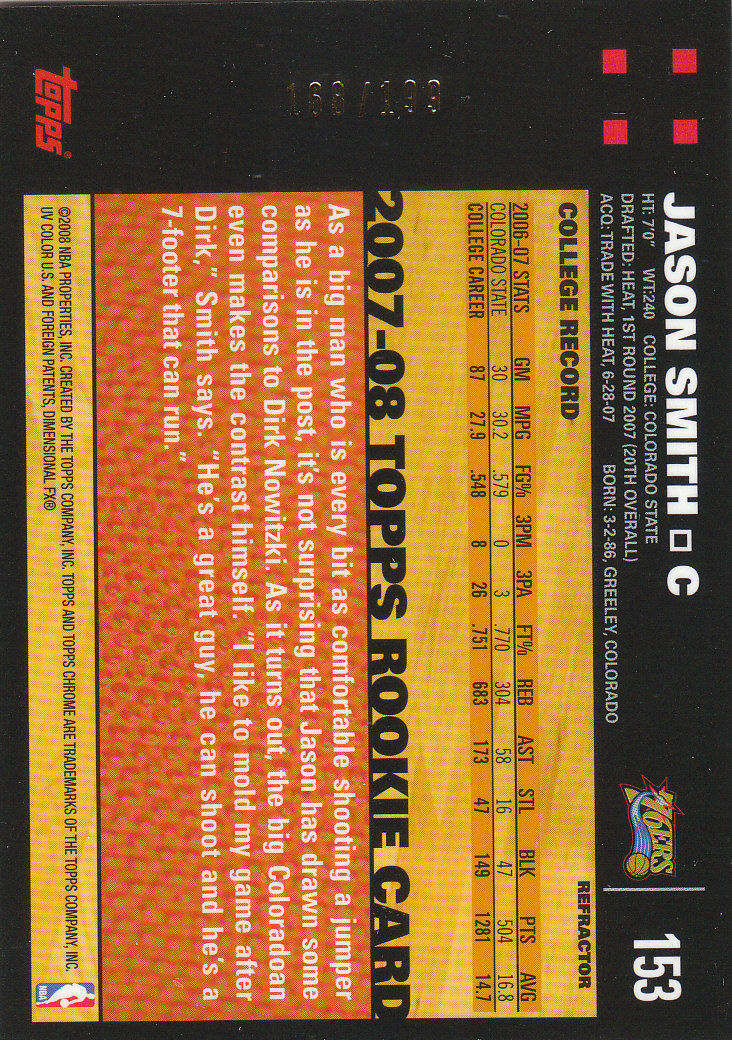 JASON SMITH □ C
153
HT: 7'0" WT:240 COLLEGE: COLORADO STATE
DRAFTED: HEAT, 1ST ROUND 2007 (20TH OVERALL)
ACQ: TRADE WITH HEAT, 6-28-07 BORN: 3-2-86, GREELEY, COLORADO
76ERS
REFRACTOR
COLLEGE RECORD
2006-07 STATS GM MPG FG% 3PM 3PA FT% REB AST STL BLK PTS AVG
COLORADO STATE 30 30.2 .579 0 3 .770 304 58 16 47 504 16.8
COLLEGE CAREER 87 27.9 .548 8 26 .751 683 173 47 149 1281 14.7
2007-08 TOPPS ROOKIE CARD
As a big man who is every bit as comfortable shooting a jumper
as he is in the post, it's not surprising that Jason has drawn some
comparisons to Dirk Nowitzki. As it turns out, the big Coloradoan
even makes the contrast himself. "I like to mold my game after
Dirk," Smith says. "He's a great guy, he can shoot and he's a
7-footer that can run."
168/199
topps®
©2008 NBA PROPERTIES, INC. CREATED BY THE TOPPS COMPANY, INC. TOPPS AND TOPPS CHROME ARE TRADEMARKS OF THE TOPPS COMPANY, INC.
UV COLOR U.S. AND FOREIGN PATENTS, DIMENSIONAL FX®
NBA